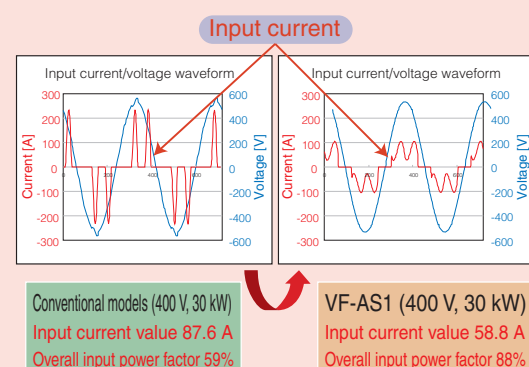 Input current
Input current/voltage waveform
Current [A]
300
200
100
0
-100
-200
-300
0
200
400
600
600
400
200
0
-200
-400
-600
Voltage [V]
Input current/voltage waveform
Current [A]
300
200
100
0
-100
-200
-300
0
200
400
600
600
400
200
0
-200
-400
-600
Voltage [V]
Conventional models (400 V, 30 kW)
Input current value 87.6 A
Overall input power factor 59%
VF-AS1 (400 V, 30 kW)
Input current value 58.8 A
Overall input power factor 88%